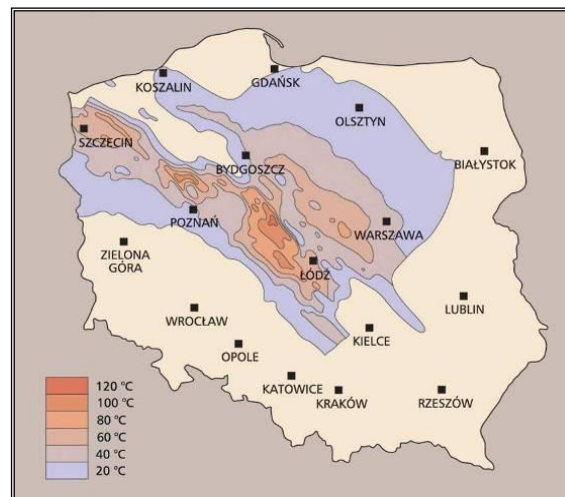 KOSZALIN
GDAŃSK
OLSZTYN
SZCZECIN
BYDGOSZCZ
BIAŁYSTOK
POZNAŃ
WARSZAWA
ZIELONA
GÓRA
ŁÓDŹ
LUBLIN
WROCŁAW
KIELCE
OPOLE
KATOWICE
KRAKÓW
RZESZÓW
120 °C
100 °C
80 °C
60 °C
40 °C
20 °C